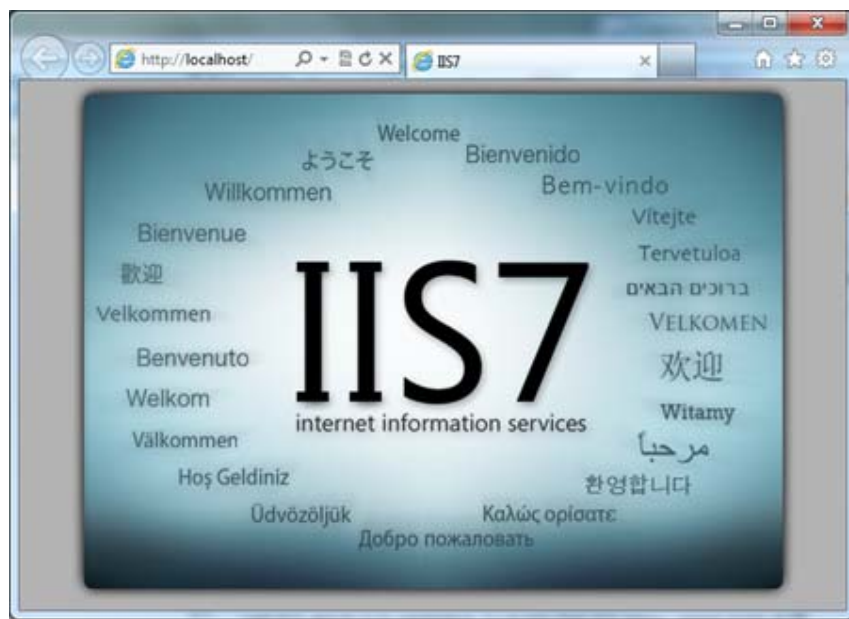 http://localhost/
IIS7
Welcome
ようこそ
Bienvenido
Willkommen
Bem-vindo
Vítejte
Bienvenue
Tervetuloa
歡迎
ברוכים הבאים
Velkommen
VELKOMEN
IIS7
Benvenuto
欢迎
Welkom
Witamy
internet information services
Välkommen
مرحباً
Hoş Geldiniz
환영합니다
Üdvözöljük
Καλώς ορίσατε
Добро пожаловать